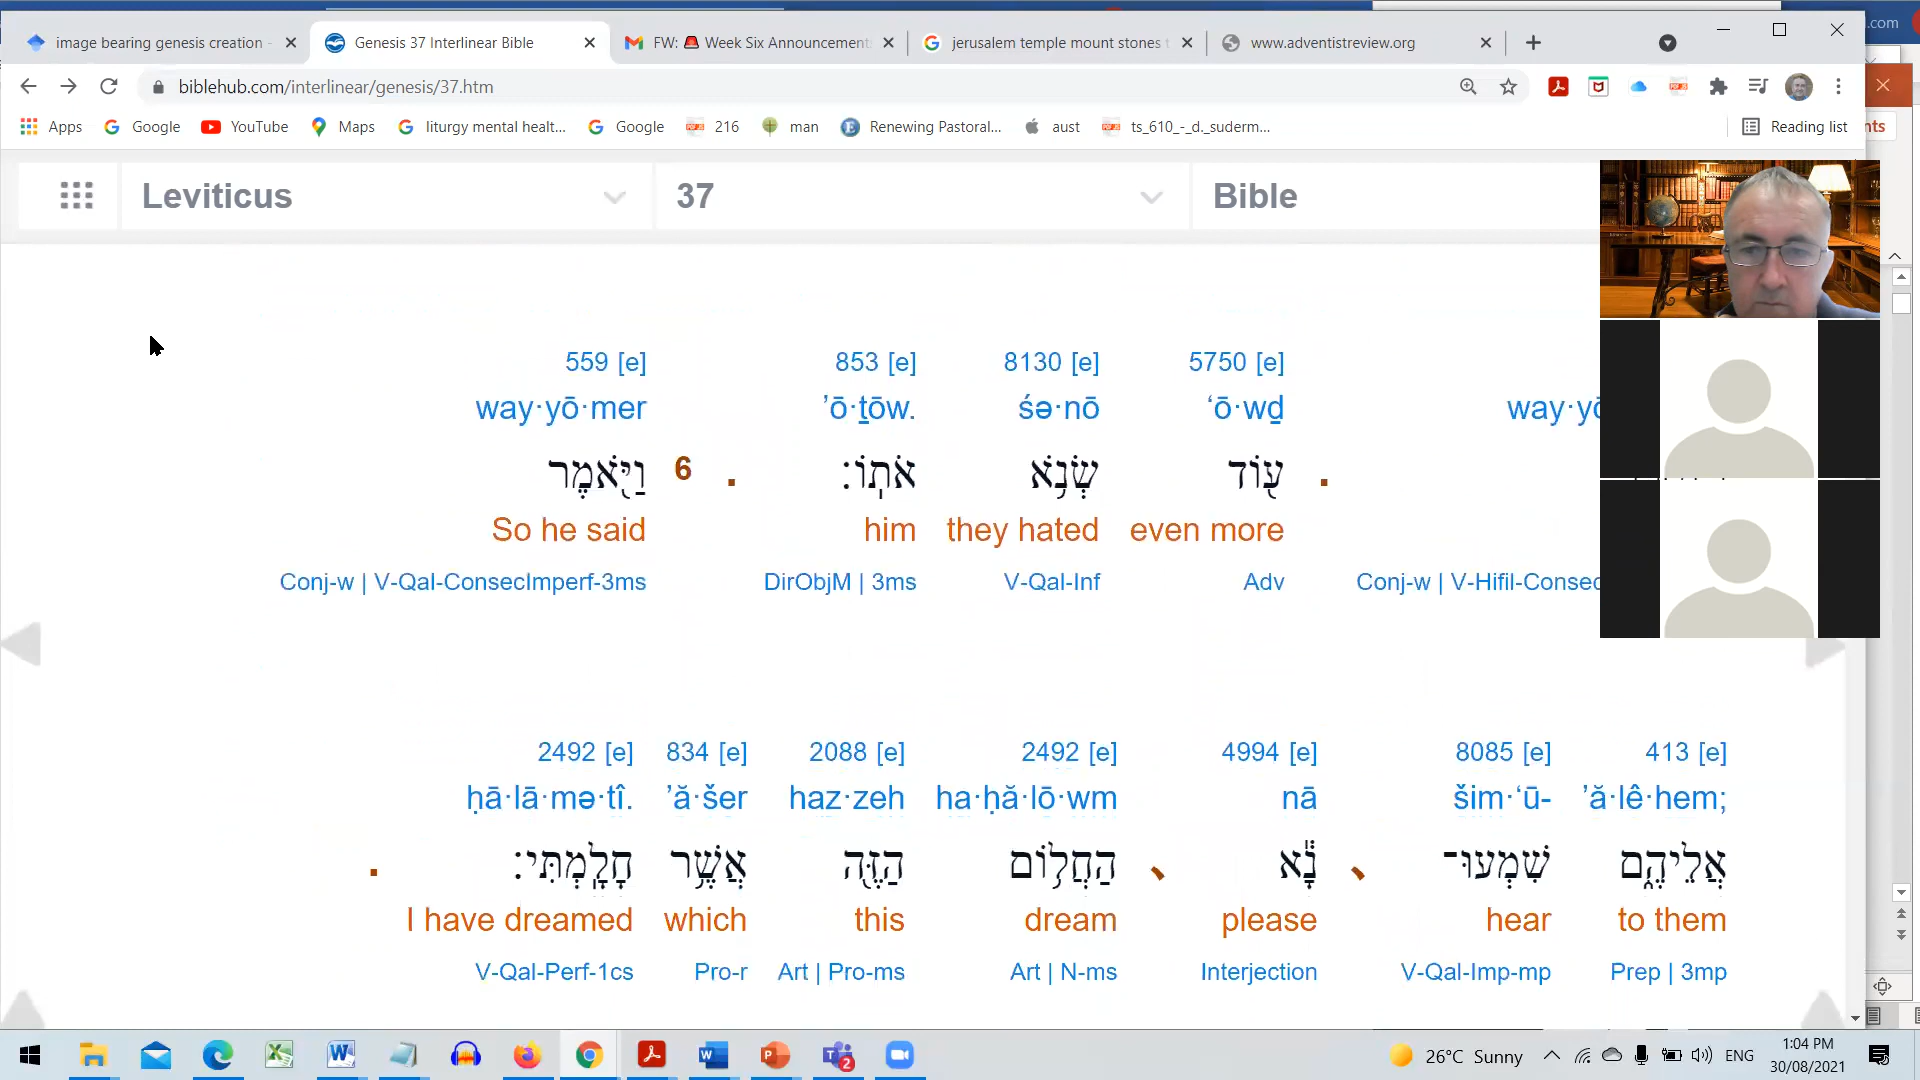 image bearing genesis creation -
Genesis 37 Interlinear Bible
FW: 🚨 Week Six Announcement
jerusalem temple mount stones t
www.adventistreview.org
.com
biblehub.com/interlinear/genesis/37.htm
Apps
Google
YouTube
Maps
liturgy mental healt...
Google
216
man
Renewing Pastoral...
aust
ts_610_-_d._suderm...
Reading list
nts
Leviticus
37
Bible
559 [e]
853 [e]
8130 [e]
5750 [e]
way·yō·mer
’ō·ṯōw.
śə·nō
‘ō·wḏ
way·yō
וַיֹּ֖אמֶר
6
.
אֹתֽוֹ׃
שְׂנֹ֥א
ע֖וֹד
.
So he said
him
they hated
even more
Conj-w | V-Qal-ConsecImperf-3ms
DirObjM | 3ms
V-Qal-Inf
Adv
Conj-w | V-Hifil-Consec
2492 [e]
834 [e]
2088 [e]
2492 [e]
4994 [e]
8085 [e]
413 [e]
ḥā·lā·mə·tî.
’ă·šer
haz·zeh
ha·ḥă·lō·wm
nā
šim·‘ū-
’ă·lê·hem;
.
חָלָֽמְתִּי׃
אֲשֶׁ֥ר
הַזֶּ֖ה
הַחֲל֥וֹם
נָ֕א
שִׁמְעוּ־
אֲלֵיהֶ֑ם
I have dreamed
which
this
dream
please
hear
to them
V-Qal-Perf-1cs
Pro-r
Art | Pro-ms
Art | N-ms
Interjection
V-Qal-Imp-mp
Prep | 3mp
2
26°C Sunny
ENG
1:04 PM
30/08/2021